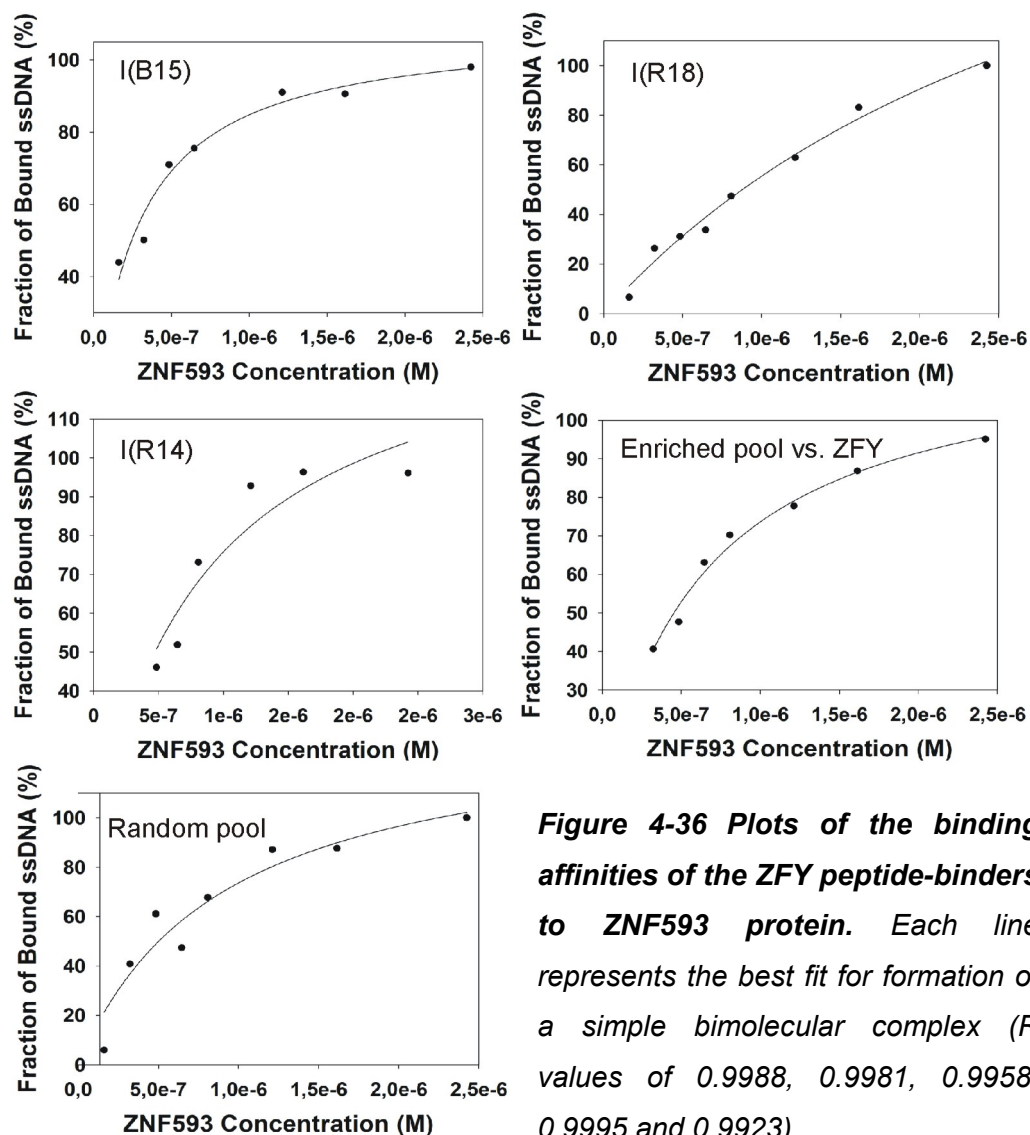 Fraction of Bound ssDNA (%)
I(B15)
100
80
60
40
0,0 5,0e-7 1,0e-6 1,5e-6 2,0e-6 2,5e-6
ZNF593 Concentration (M)
Fraction of Bound ssDNA (%)
I(R18)
100
80
60
40
20
0
0,0 5,0e-7 1,0e-6 1,5e-6 2,0e-6 2,5e-6
ZNF593 Concentration (M)
Fraction of Bound ssDNA (%)
I(R14)
110
100
90
80
70
60
50
40
0 5e-7 1e-6 2e-6 2e-6 2e-6 3e-6
ZNF593 Concentration (M)
Fraction of Bound ssDNA (%)
Enriched pool vs. ZFY
100
90
80
70
60
50
40
30
0,0 5,0e-7 1,0e-6 1,5e-6 2,0e-6 2,5e-6
ZNF593 Concentration (M)
Fraction of Bound ssDNA (%)
Random pool
100
80
60
40
20
0
5,0e-7 1,0e-6 1,5e-6 2,0e-6 2,5e-6
ZNF593 Concentration (M)
Figure 4-36 Plots of the binding
affinities of the ZFY peptide-binders
to ZNF593 protein. Each line
represents the best fit for formation o
a simple bimolecular complex (R
values of 0.9988, 0.9981, 0.9958
0.9995 and 0.9923)